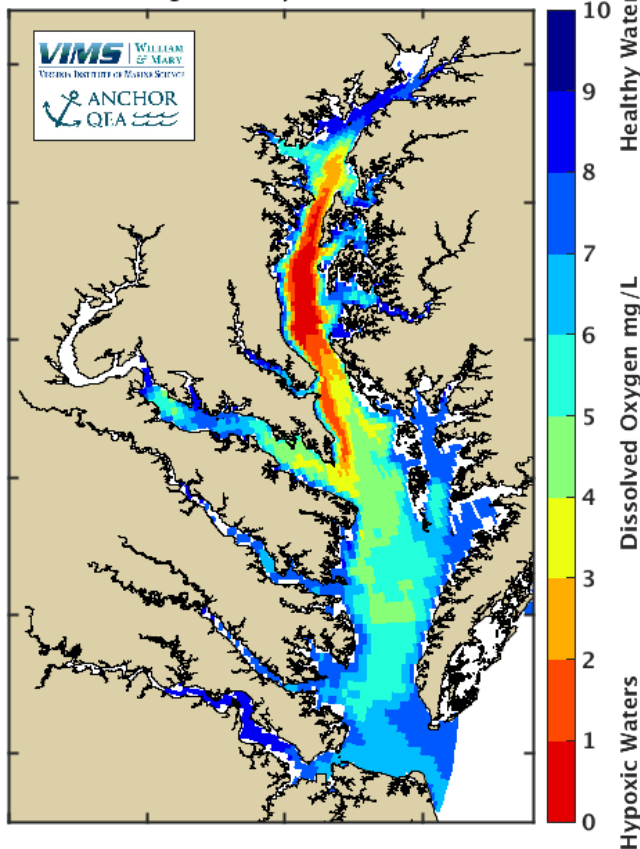 VIMS | WILLIAM
& MARY
VIRGINIA INSTITUTE OF MARINE SCIENCE
ANCHOR
QEA
10
9
8
7
6
5
4
3
2
1
0
Healthy Water
Dissolved Oxygen mg/L
Hypoxic Waters